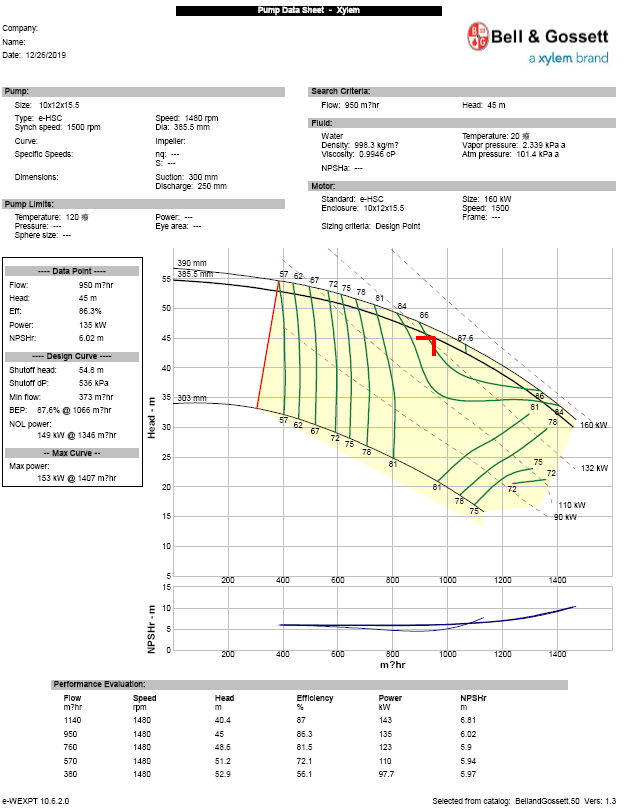 Pump Data Sheet - Xylem
Company:
Name:
Date: 12/26/2019
Bell & Gossett
a xylem brand
Pump:
Size: 10x12x15.5
Type: e-HSC Speed: 1480 rpm
Synch speed: 1500 rpm Dia: 385.5 mm
Curve: Impeller:
Specific Speeds: nq: ---
S: ---
Dimensions: Suction: 300 mm
Discharge: 250 mm
Pump Limits:
Temperature: 120 癈 Power: ---
Pressure: --- Eye area: ---
Sphere size: ---
Search Criteria:
Flow: 950 m?hr Head: 45 m
Fluid:
Water Temperature: 20 癈
Density: 998.3 kg/m? Vapor pressure: 2.339 kPa a
Viscosity: 0.9946 cP Atm pressure: 101.4 kPa a
NPSHa: ---
Motor:
Standard: e-HSC Size: 160 kW
Enclosure: 10x12x15.5 Speed: 1500
Frame: ---
Sizing criteria: Design Point
---- Data Point ----
Flow: 950 m?hr
Head: 45 m
Eff: 86.3%
Power: 135 kW
NPSHr: 6.02 m
---- Design Curve ----
Shutoff head: 54.8 m
Shutoff dP: 536 kPa
Min flow: 373 m?hr
BEP: 87.6% @ 1066 m?hr
NOL power:
149 kW @ 1346 m?hr
-- Max Curve --
Max power:
153 kW @ 1407 m?hr
390 mm
385.5 mm
303 mm
57 62 67 72 75 78 81 84 86 87.6
86 84 81 78 75 72 72
57 62 67 72 75 78 81 81 78 75
160 kW
132 kW
110 kW
90 kW
Head - m
55
50
45
40
35
30
25
20
15
10
5
200 400 600 800 1000 1200 1400
NPSHr - m
15
10
5
0
200 400 600 800 1000 1200 1400
m?hr
Performance Evaluation:
Flow Speed Head Efficiency Power NPSHr
m?hr rpm m % kW m
1140 1480 40.4 87 143 6.81
950 1480 45 86.3 135 6.02
760 1480 48.6 81.5 123 5.9
570 1480 51.2 72.1 110 5.94
380 1480 52.9 56.1 97.7 5.97
e-WEXPT 10.6.2.0
Selected from catalog: BellandGossett.50 Vers: 1.3